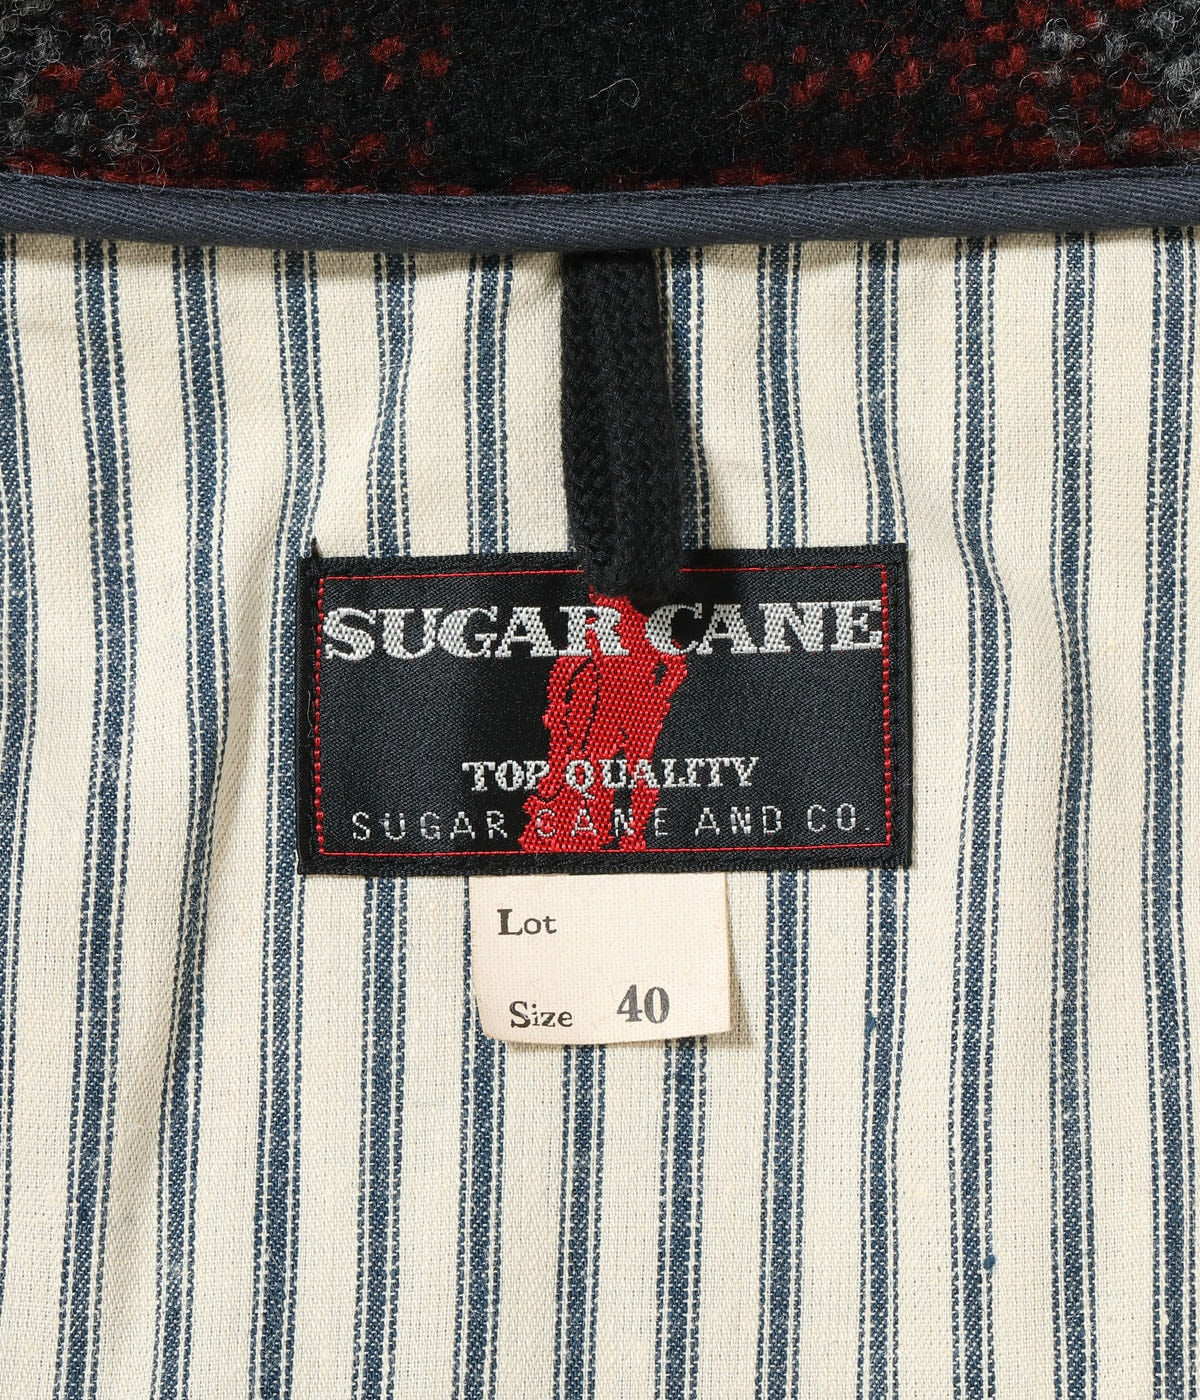 SUGAR CANE
TOP QUALITY
SUGAR CANE AND CO.
Lot
Size 40